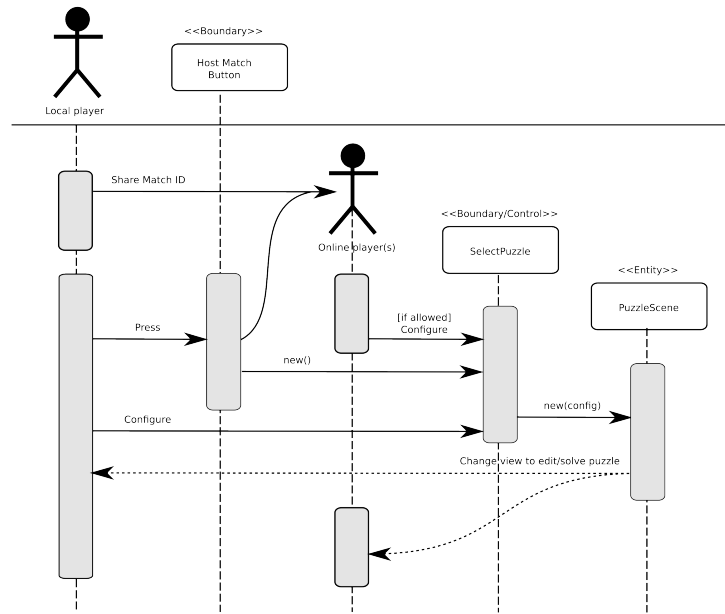 <<Boundary>>
Host Match
Button
Local player
Share Match ID
Online player(s)
<<Boundary/Control>>
SelectPuzzle
<<Entity>>
PuzzleScene
[if allowed]
Configure
Press
new()
new(config)
Configure
Change view to edit/solve puzzle